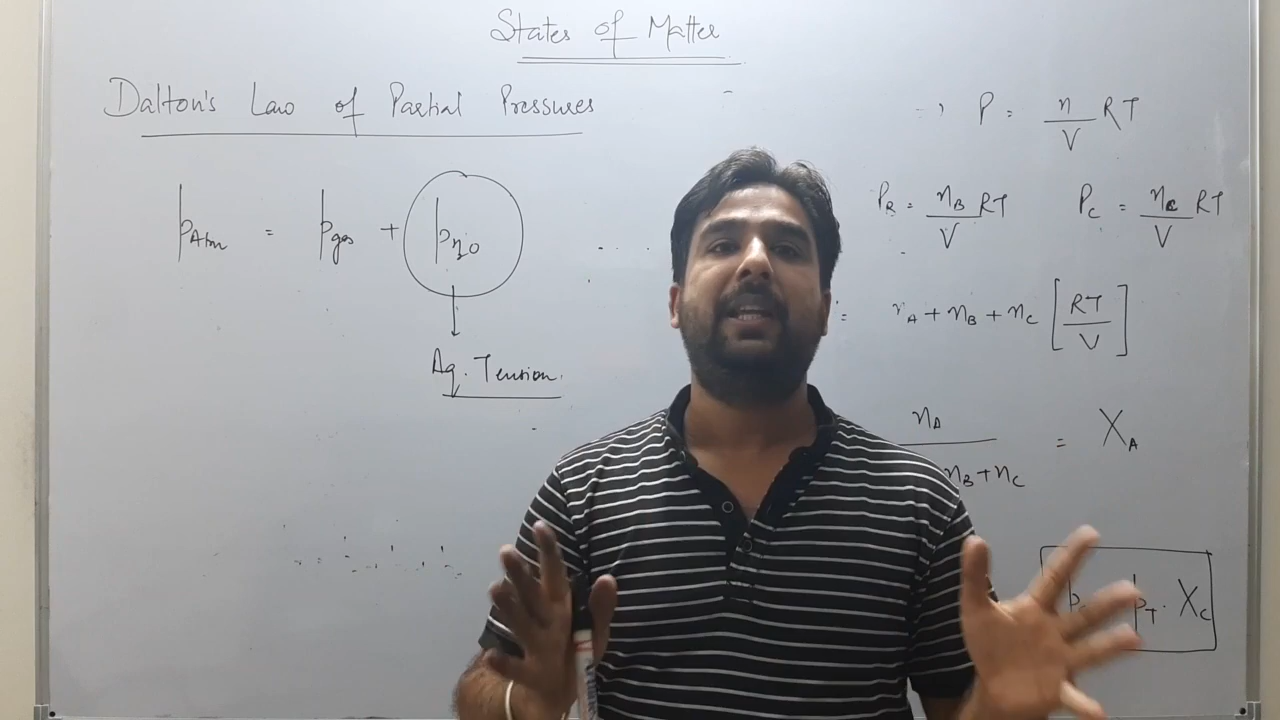 States of Matter
Dalton's Law of Partial Pressures
P = n/V RT
pAtm = pgas + pH2O
PB = nB/V RT PC = nC/V RT
Aq. Tension.
= nA + nB + nC [RT/V]
nA / nB + nC = XA
pT . XC